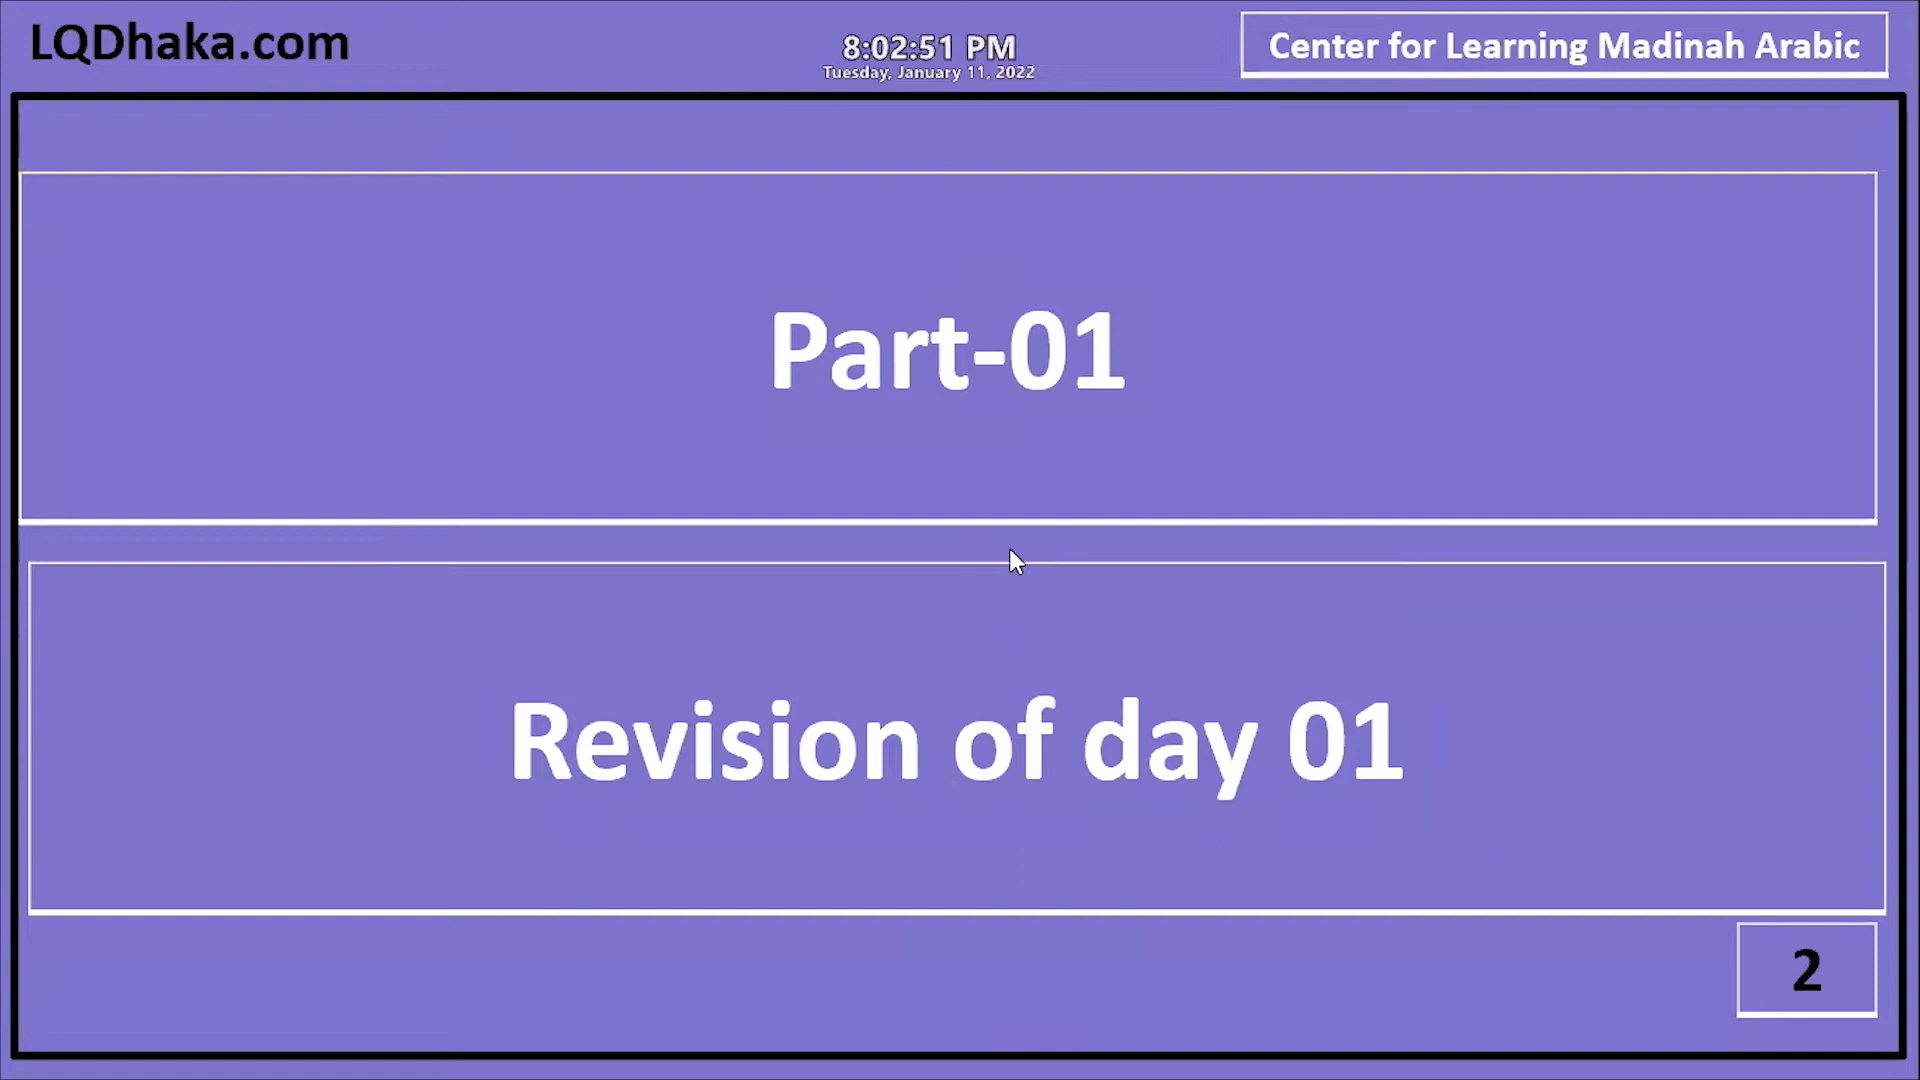 LQDhaka.com
8:02:51 PM
Tuesday, January 11, 2022
Center for Learning Madinah Arabic
Part-01
Revision of day 01
2